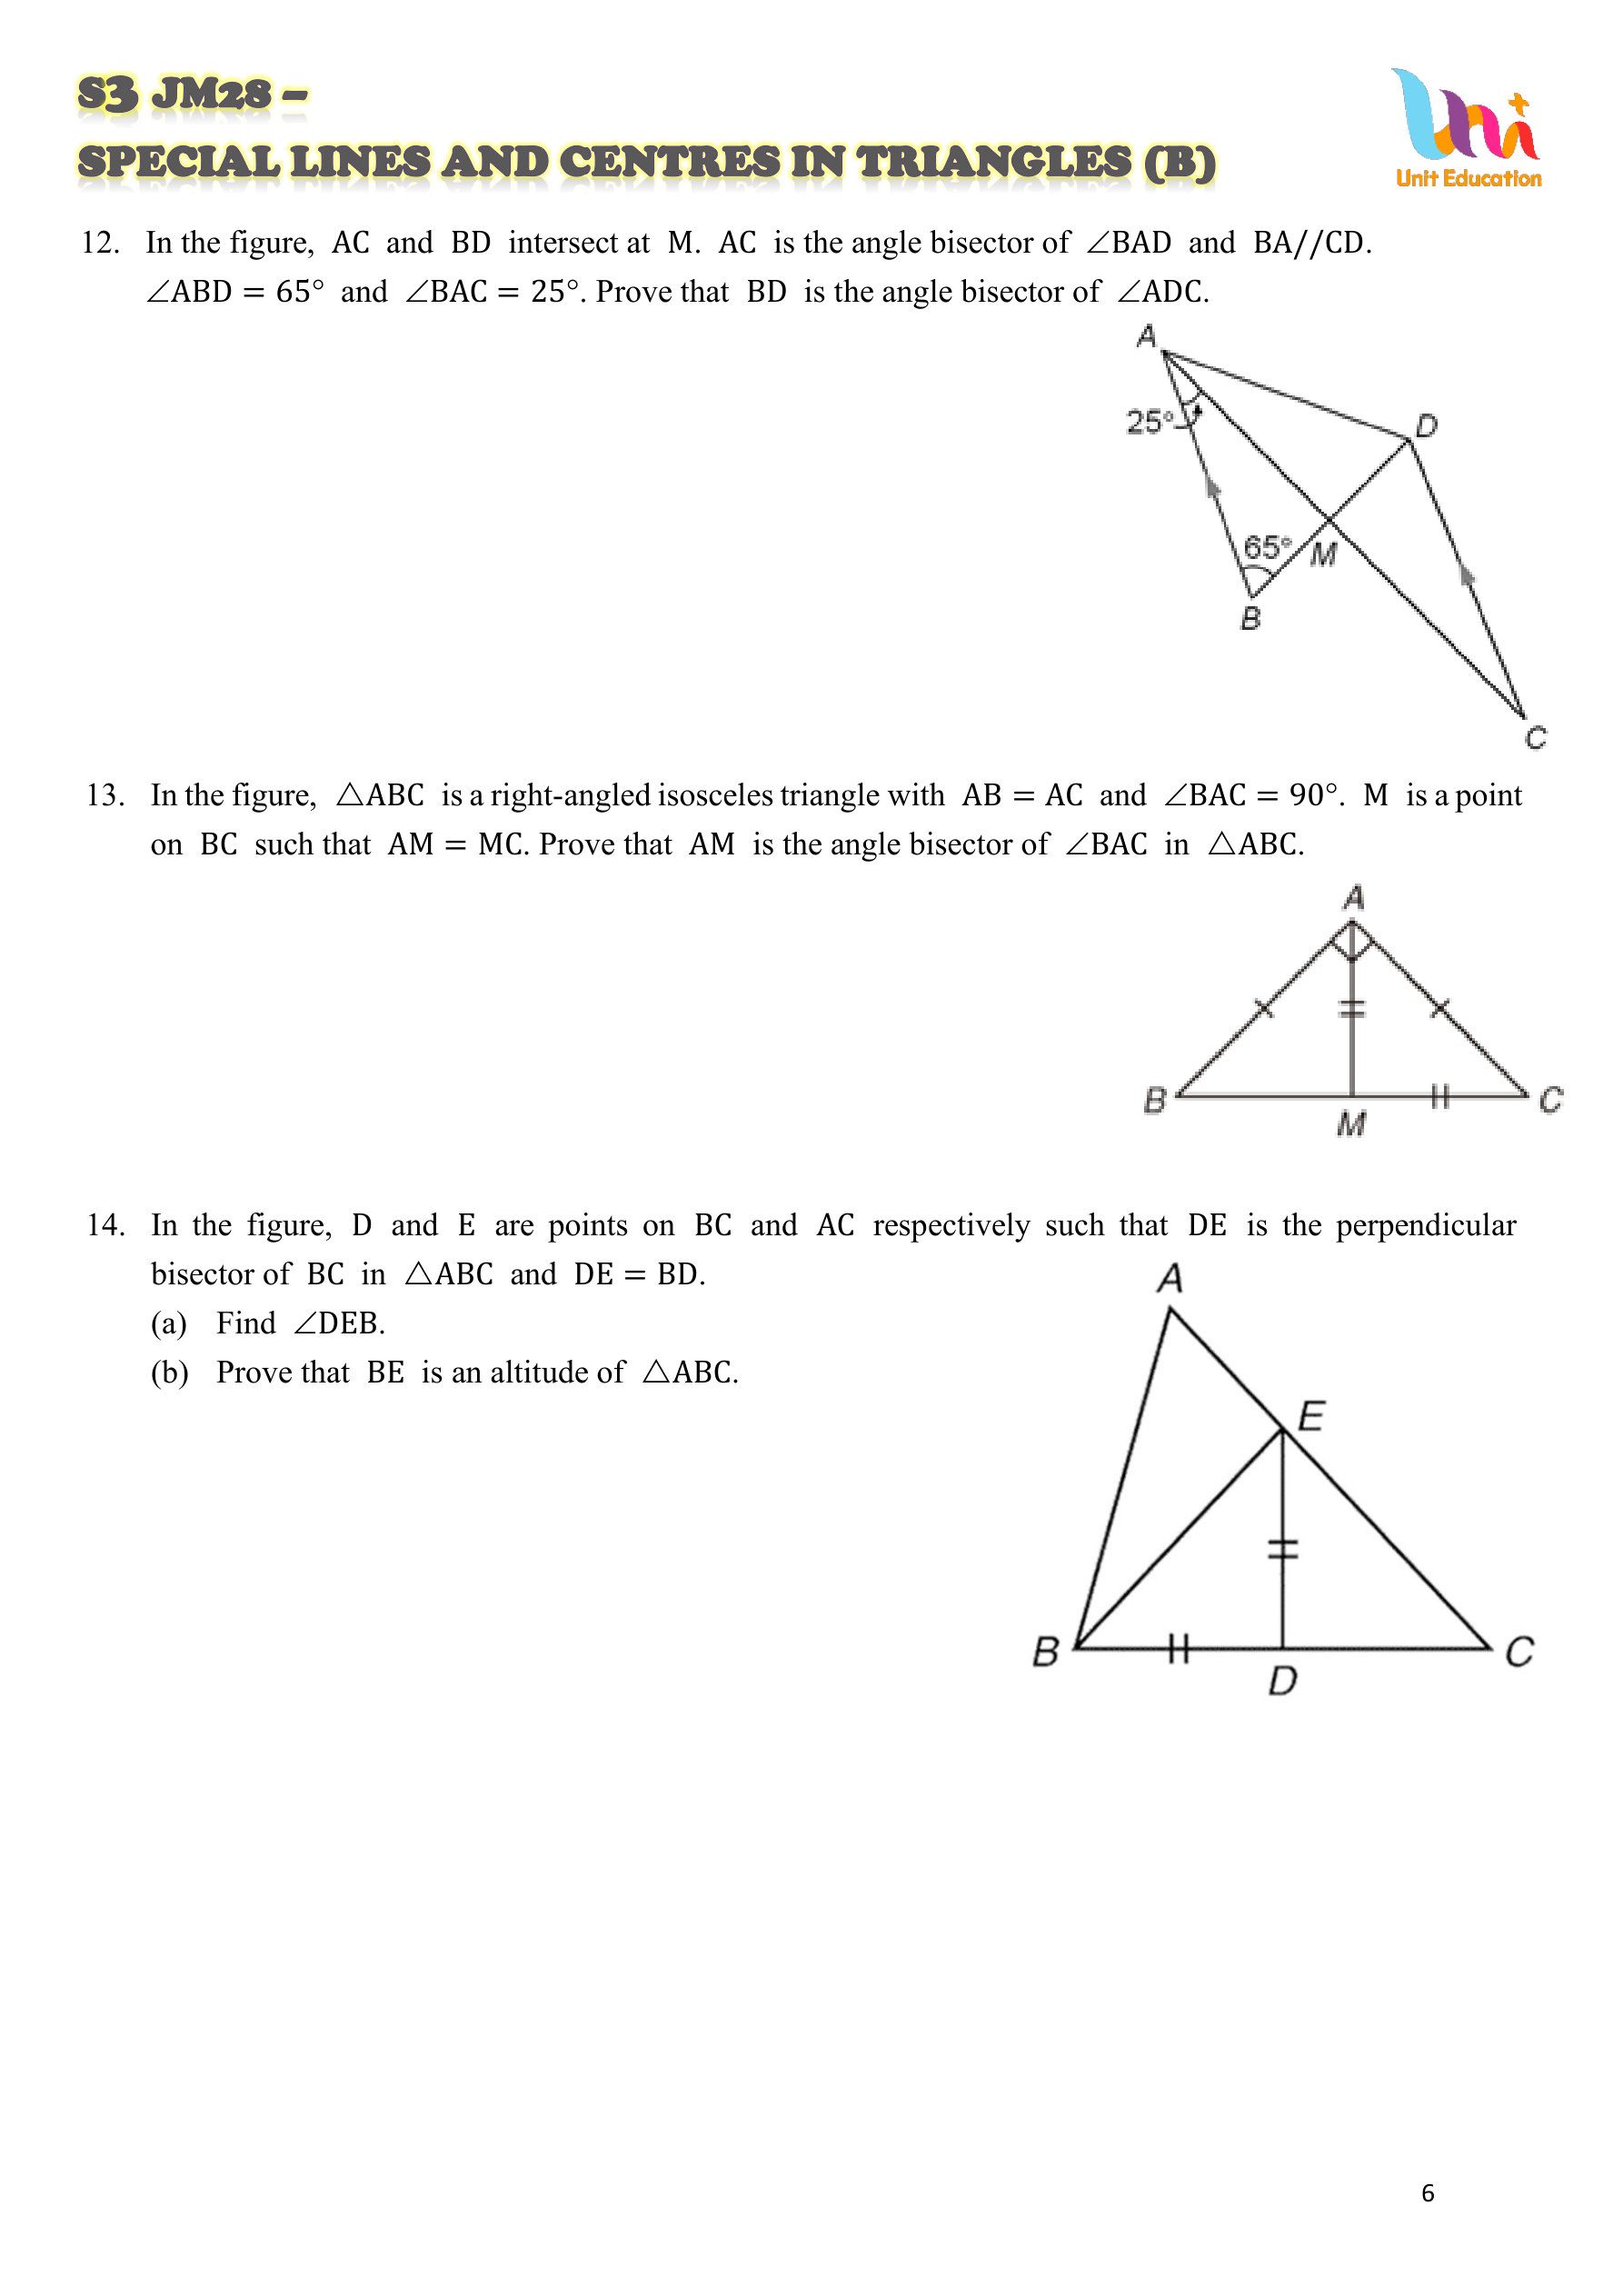 S3 JM28 –
SPECIAL LINES AND CENTRES IN TRIANGLES (B)
Uni+
Unit Education
12. In the figure, AC and BD intersect at M. AC is the angle bisector of ∠BAD and BA//CD.
∠ABD = 65° and ∠BAC = 25°. Prove that BD is the angle bisector of ∠ADC.
A
25°
D
65°
M
B
C
13. In the figure, △ABC is a right-angled isosceles triangle with AB = AC and ∠BAC = 90°. M is a point
on BC such that AM = MC. Prove that AM is the angle bisector of ∠BAC in △ABC.
A
B
C
M
14. In the figure, D and E are points on BC and AC respectively such that DE is the perpendicular
bisector of BC in △ABC and DE = BD.
(a) Find ∠DEB.
(b) Prove that BE is an altitude of △ABC.
A
E
B
C
D
6